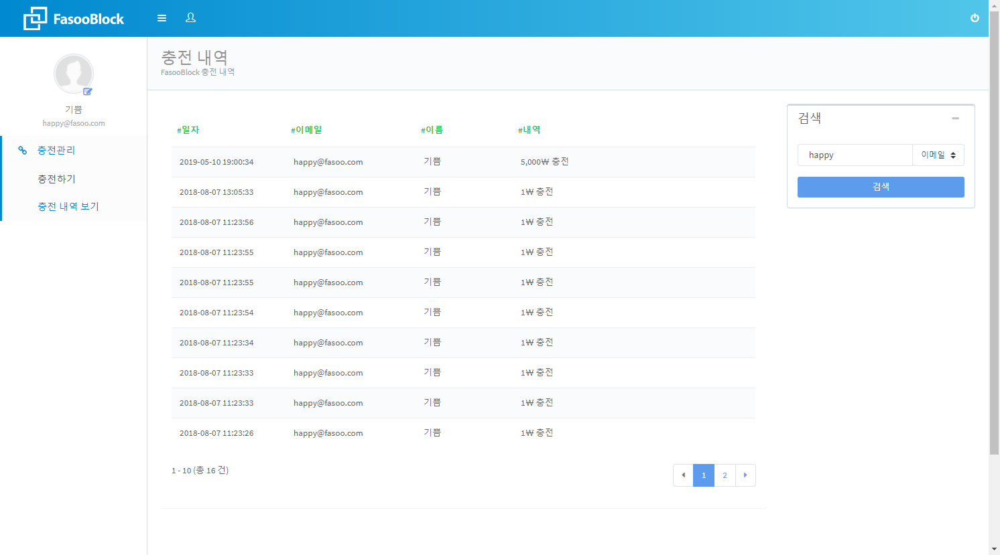 FasooBlock
충전 내역
FasooBlock 충전 내역
기쁨
happy@fasoo.com
충전관리
충전하기
충전 내역 보기
#일자 #이메일 #이름 #내역
2019-05-10 19:00:34 happy@fasoo.com 기쁨 5,000₩ 충전
2018-08-07 13:05:33 happy@fasoo.com 기쁨 1₩ 충전
2018-08-07 11:23:56 happy@fasoo.com 기쁨 1₩ 충전
2018-08-07 11:23:55 happy@fasoo.com 기쁨 1₩ 충전
2018-08-07 11:23:55 happy@fasoo.com 기쁨 1₩ 충전
2018-08-07 11:23:54 happy@fasoo.com 기쁨 1₩ 충전
2018-08-07 11:23:34 happy@fasoo.com 기쁨 1₩ 충전
2018-08-07 11:23:33 happy@fasoo.com 기쁨 1₩ 충전
2018-08-07 11:23:33 happy@fasoo.com 기쁨 1₩ 충전
2018-08-07 11:23:26 happy@fasoo.com 기쁨 1₩ 충전
1 - 10 (총 16 건)
1 2
검색
happy 이메일
검색